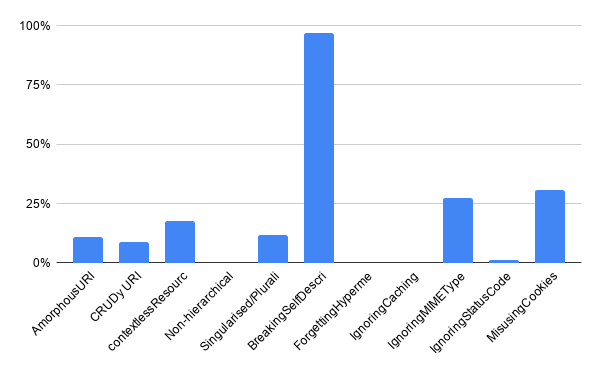 100%
75%
50%
25%
0%
AmorphousURI
CRUDy URI
contextlessResourc
Non-hierarchical
Singularised/Plurali
BreakingSelfDescri
ForgettingHyperme
IgnoringCaching
IgnoringMIMEType
IgnoringStatusCode
MisusingCookies